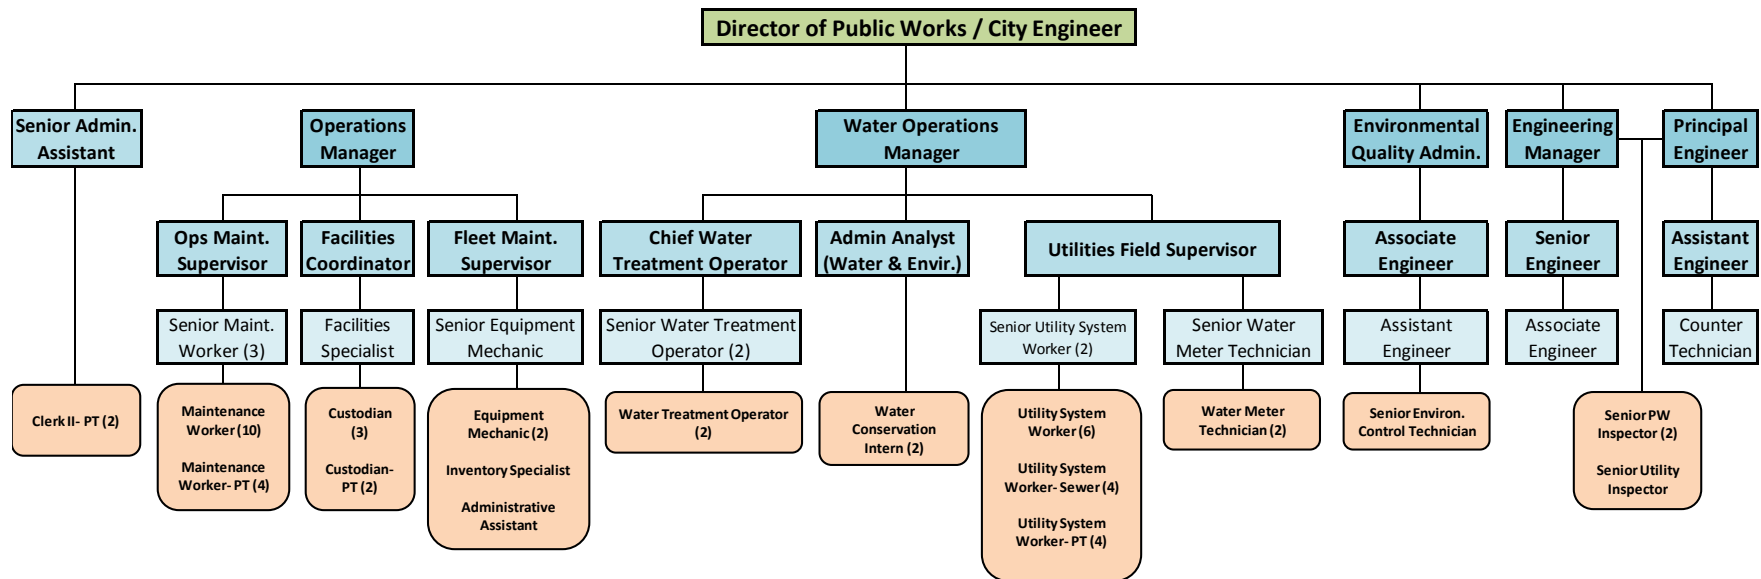 Director of Public Works / City Engineer
Senior Admin.
Assistant
Operations
Manager
Water Operations
Manager
Environmental
Quality Admin.
Engineering
Manager
Principal
Engineer
Ops Maint.
Supervisor
Facilities
Coordinator
Fleet Maint.
Supervisor
Chief Water
Treatment Operator
Admin Analyst
(Water & Envir.)
Utilities Field Supervisor
Associate
Engineer
Senior
Engineer
Assistant
Engineer
Senior Maint.
Worker (3)
Facilities
Specialist
Senior Equipment
Mechanic
Senior Water Treatment
Operator (2)
Senior Utility System
Worker (2)
Senior Water
Meter Technician
Assistant
Engineer
Associate
Engineer
Counter
Technician
Clerk II- PT (2)
Maintenance
Worker (10)
Maintenance
Worker- PT (4)
Custodian
(3)
Custodian-
PT (2)
Equipment
Mechanic (2)
Inventory Specialist
Administrative
Assistant
Water Treatment Operator
(2)
Water
Conservation
Intern (2)
Utility System
Worker (6)
Utility System
Worker- Sewer (4)
Utility System
Worker- PT (4)
Water Meter
Technician (2)
Senior Environ.
Control Technician
Senior PW
Inspector (2)
Senior Utility
Inspector